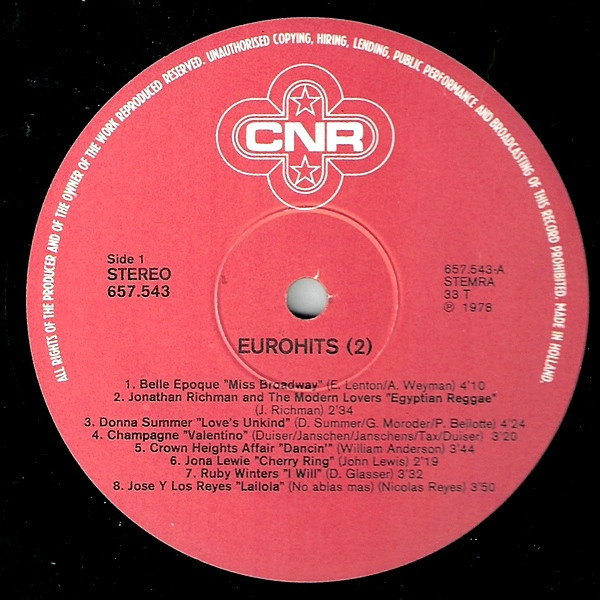 ALL RIGHTS OF THE PRODUCER AND OF THE OWNER OF THE WORK REPRODUCED RESERVED. UNAUTHORISED COPYING, HIRING, LENDING, PUBLIC PERFORMANCE AND BROADCASTING OF THIS RECORD PROHIBITED. MADE IN HOLLAND.
CNR
Side 1
STEREO
657.543
657.543-A
STEMRA
33 T
℗ 1978
EUROHITS (2)
1. Belle Epoque "Miss Broadway" (E. Lenton/A. Weyman) 4'10
2. Jonathan Richman and The Modern Lovers "Egyptian Reggae"
(J. Richman) 2'34
3. Donna Summer "Love's Unkind" (D. Summer/G. Moroder/P. Bellotte) 4'24
4. Champagne "Valentino" (Duiser/Janschen/Janschens/Tax/Duiser) 3'20
5. Crown Heights Affair "Dancin'" (William Anderson) 3'44
6. Jona Lewie "Cherry Ring" (John Lewis) 2'19
7. Ruby Winters "I Will" (D. Glasser) 3'32
8. Jose Y Los Reyes "Lailola" (No ablas mas) (Nicolas Reyes) 3'50